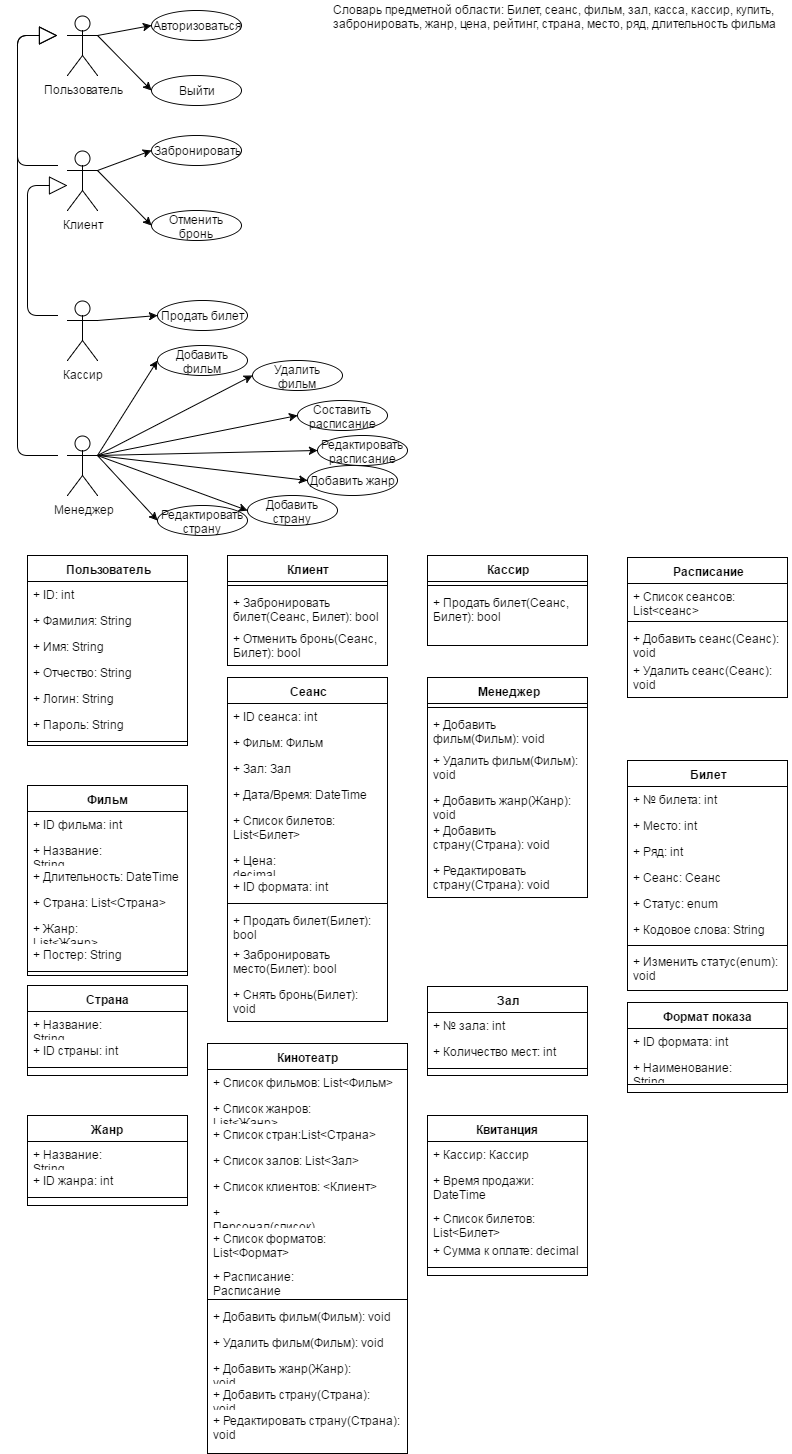 Словарь предметной области: Билет, сеанс, фильм, зал, касса, кассир, купить,
забронировать, жанр, цена, рейтинг, страна, место, ряд, длительность фильма
Авторизоваться
Выйти
Пользователь
Забронировать
Отменить
бронь
Клиент
Продать билет
Кассир
Добавить
фильм
Удалить
фильм
Составить
расписание
Редактировать
расписание
Добавить жанр
Добавить
страну
Редактировать
страну
Менеджер
Пользователь
+ ID: int
+ Фамилия: String
+ Имя: String
+ Отчество: String
+ Логин: String
+ Пароль: String
Клиент
+ Забронировать
билет(Сеанс, Билет): bool
+ Отменить бронь(Сеанс,
Билет): bool
Кассир
+ Продать билет(Сеанс,
Билет): bool
Расписание
+ Список сеансов:
List<сеанс>
+ Добавить сеанс(Сеанс):
void
+ Удалить сеанс(Сеанс):
void
Сеанс
+ ID сеанса: int
+ Фильм: Фильм
+ Зал: Зал
+ Дата/Время: DateTime
+ Список билетов:
List<Билет>
+ Цена:
decimal
+ ID формата: int
+ Продать билет(Билет):
bool
+ Забронировать
место(Билет): bool
+ Снять бронь(Билет):
void
Менеджер
+ Добавить
фильм(Фильм): void
+ Удалить фильм(Фильм):
void
+ Добавить жанр(Жанр):
void
+ Добавить
страну(Страна): void
+ Редактировать
страну(Страна): void
Билет
+ № билета: int
+ Место: int
+ Ряд: int
+ Сеанс: Сеанс
+ Статус: enum
+ Кодовое слова: String
+ Изменить статус(enum):
void
Фильм
+ ID фильма: int
+ Название:
String
+ Длительность: DateTime
+ Страна: List<Страна>
+ Жанр:
List<Жанр>
+ Постер: String
Страна
+ Название:
String
+ ID страны: int
Зал
+ № зала: int
+ Количество мест: int
Формат показа
+ ID формата: int
+ Наименование:
String
Кинотеатр
+ Список фильмов: List<Фильм>
+ Список жанров:
List<Жанр>
+ Список стран:List<Страна>
+ Список залов: List<Зал>
+ Список клиентов: <Клиент>
+
Персонал(список)
+ Список форматов:
List<Формат>
+ Расписание:
Расписание
+ Добавить фильм(Фильм): void
+ Удалить фильм(Фильм): void
+ Добавить жанр(Жанр):
void
+ Добавить страну(Страна):
void
+ Редактировать страну(Страна):
void
Жанр
+ Название:
String
+ ID жанра: int
Квитанция
+ Кассир: Кассир
+ Время продажи:
DateTime
+ Список билетов:
List<Билет>
+ Сумма к оплате: decimal